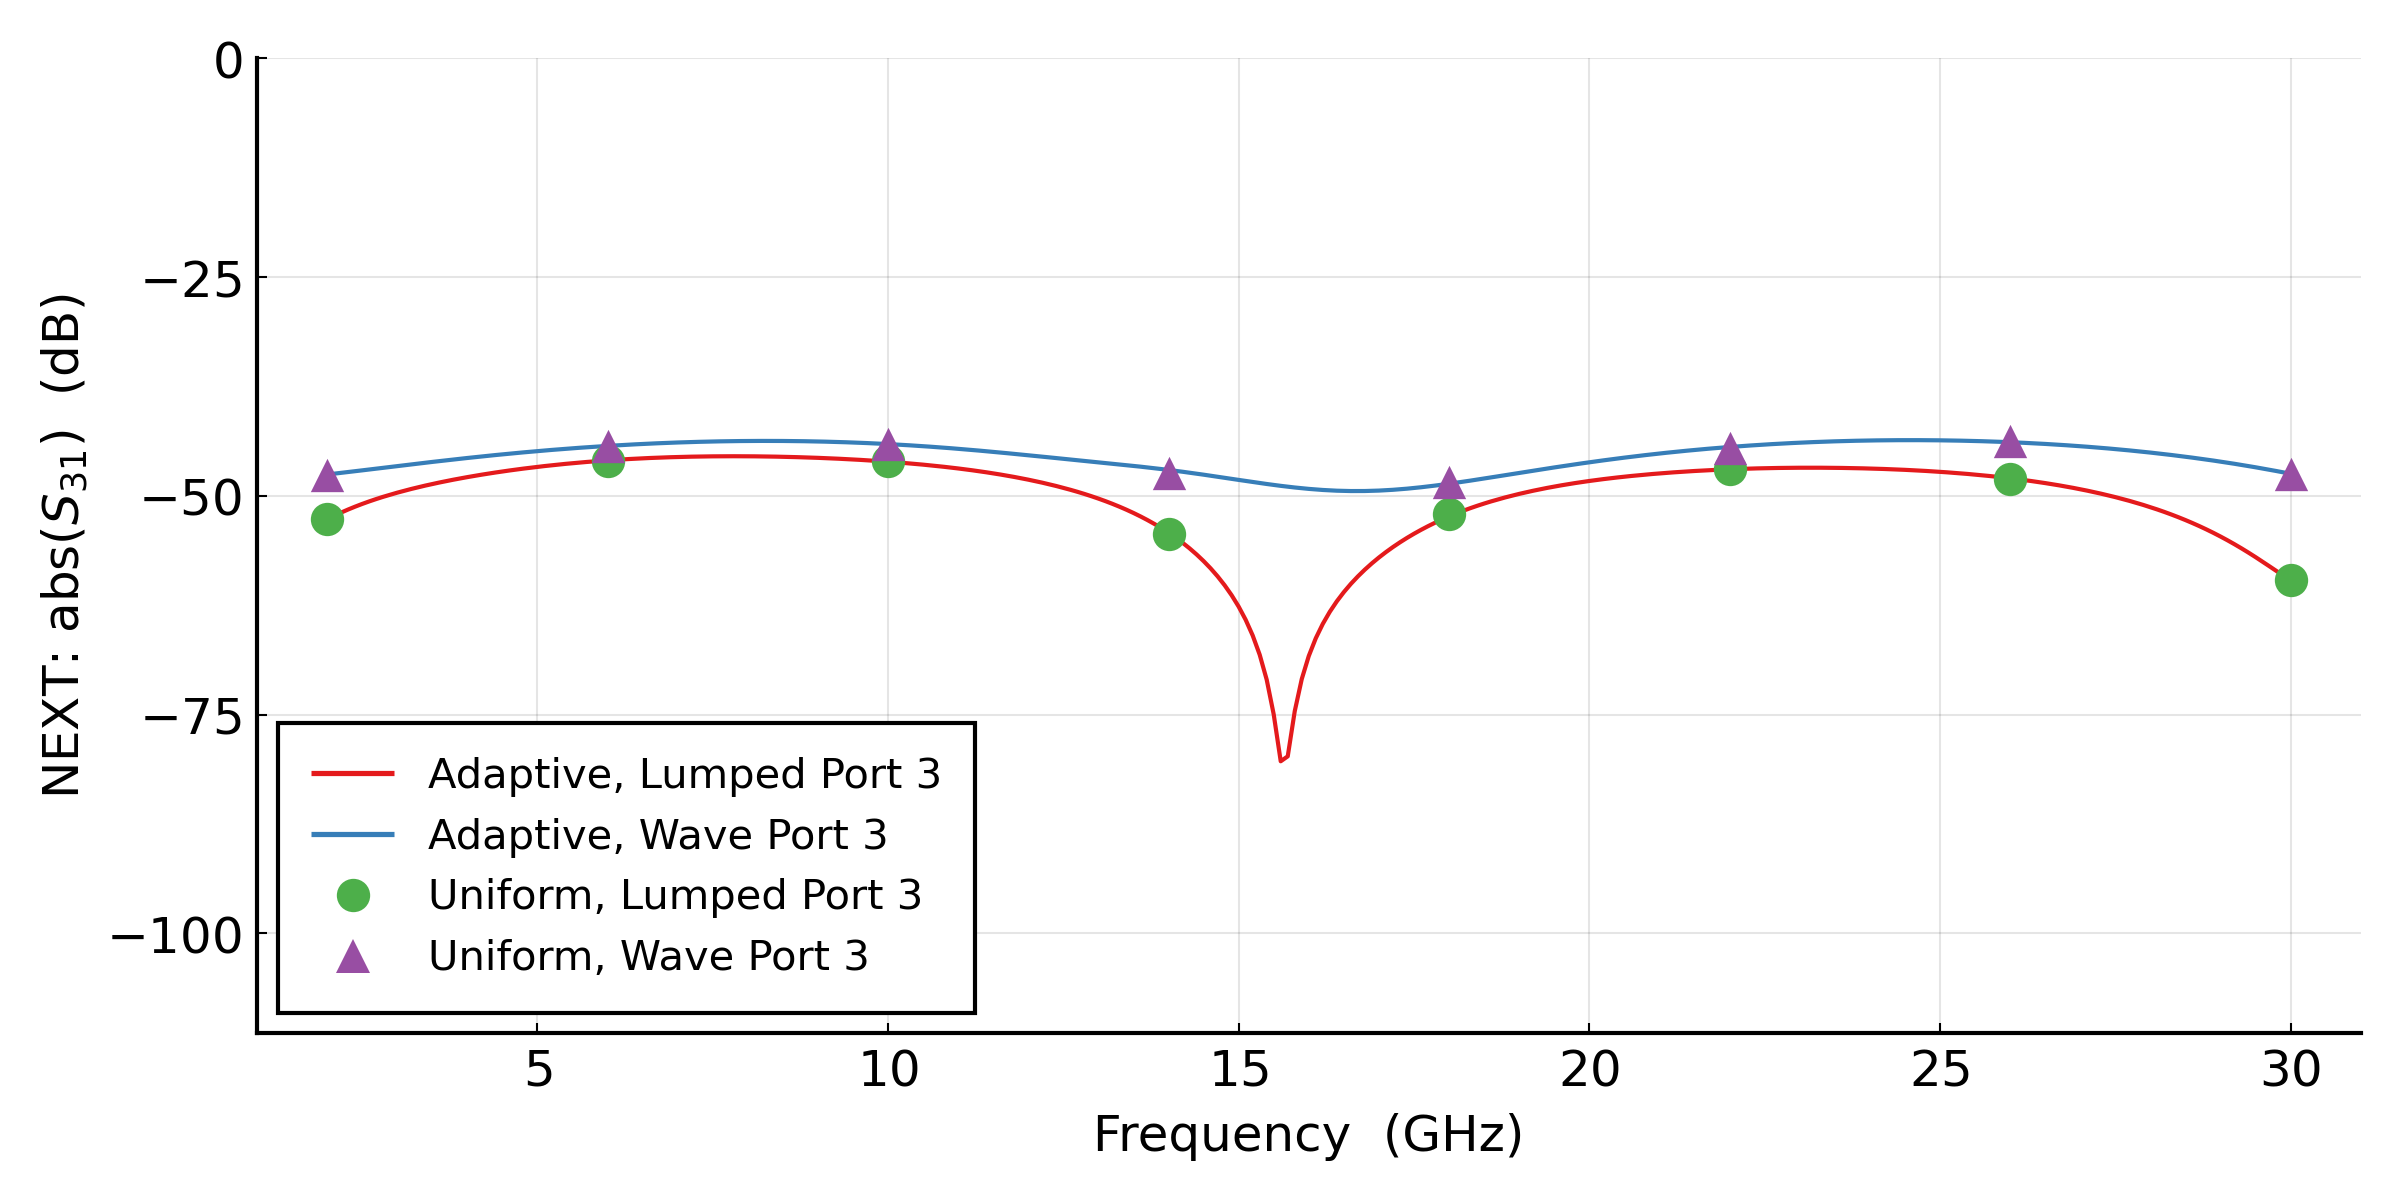 0
−25
−50
−75
−100
NEXT: abs(S₃₁) (dB)
Adaptive, Lumped Port 3
Adaptive, Wave Port 3
Uniform, Lumped Port 3
Uniform, Wave Port 3
5 10 15 20 25 30
Frequency (GHz)